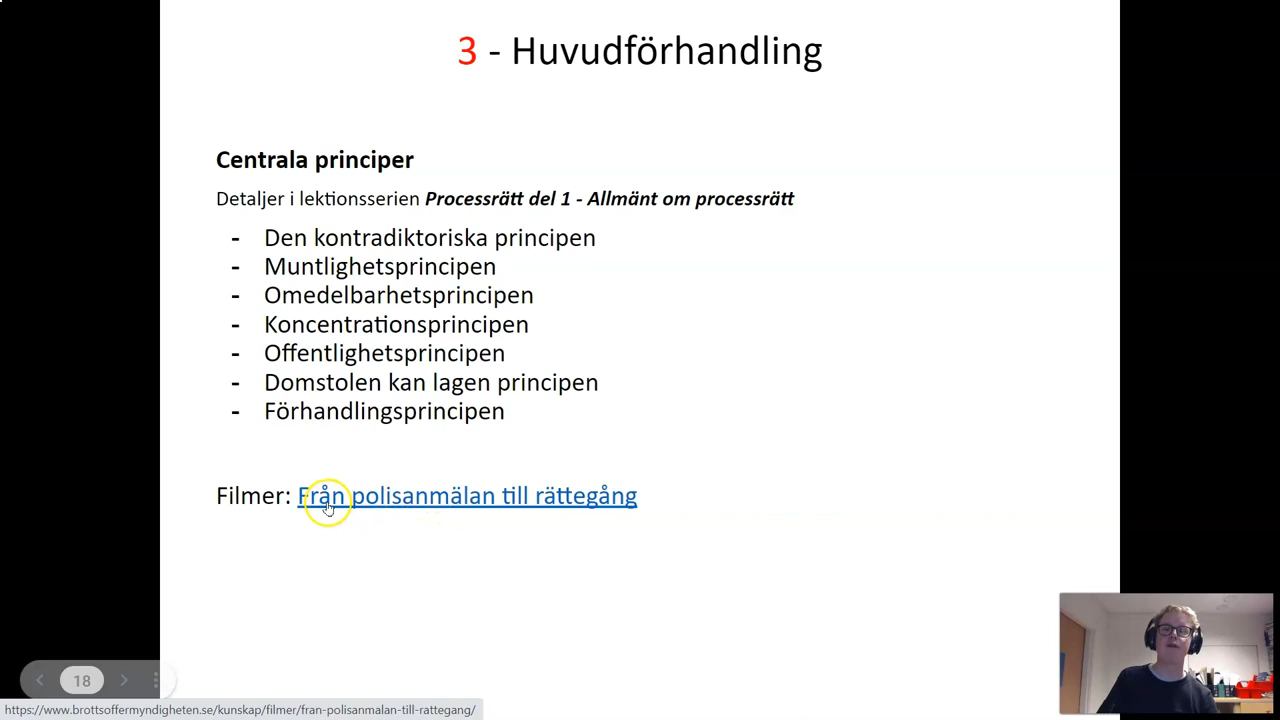 3 - Huvudförhandling
Centrala principer
Detaljer i lektionsserien Processrätt del 1 - Allmänt om processrätt
- Den kontradiktoriska principen
- Muntlighetsprincipen
- Omedelbarhetsprincipen
- Koncentrationsprincipen
- Offentlighetsprincipen
- Domstolen kan lagen principen
- Förhandlingsprincipen
Filmer: Från polisanmälan till rättegång
18
https://www.brottsoffermyndigheten.se/kunskap/filmer/fran-polisanmalan-till-rattegang/